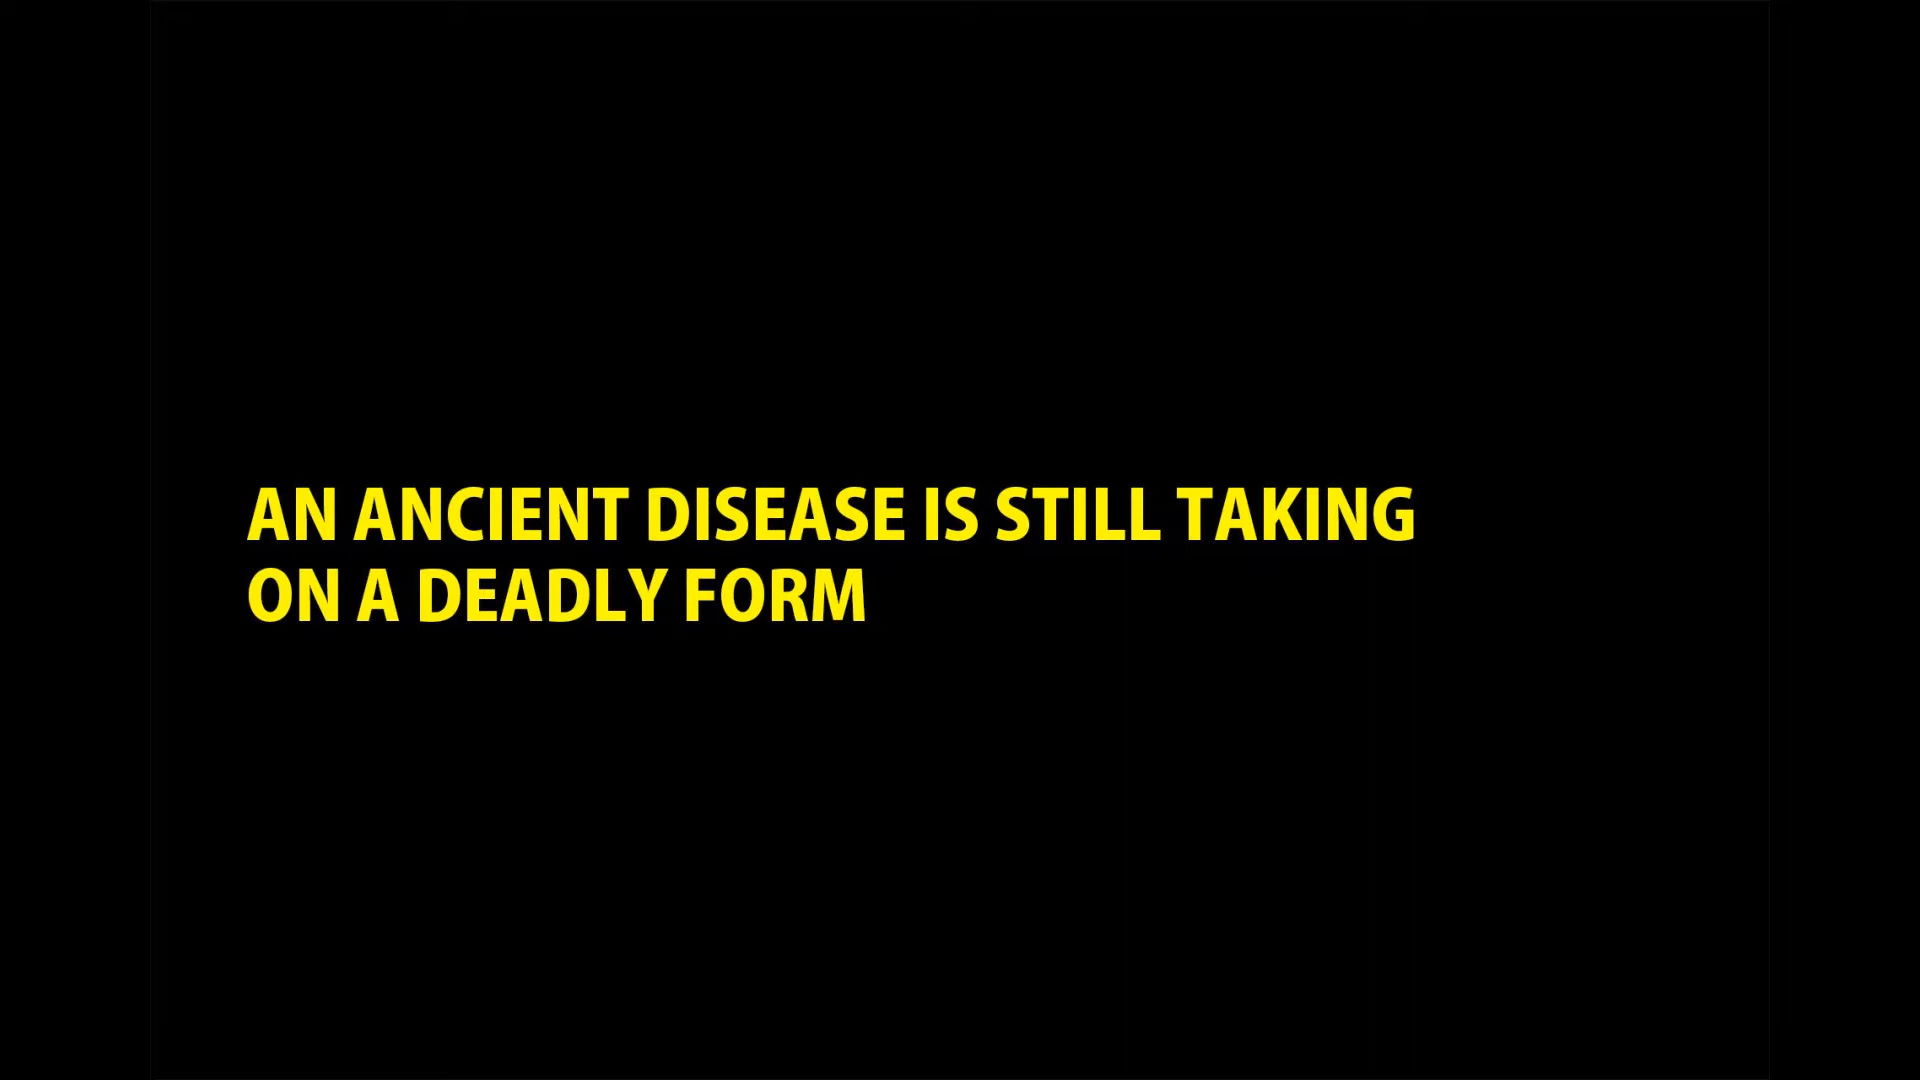 AN ANCIENT DISEASE IS STILL TAKING
ON A DEADLY FORM